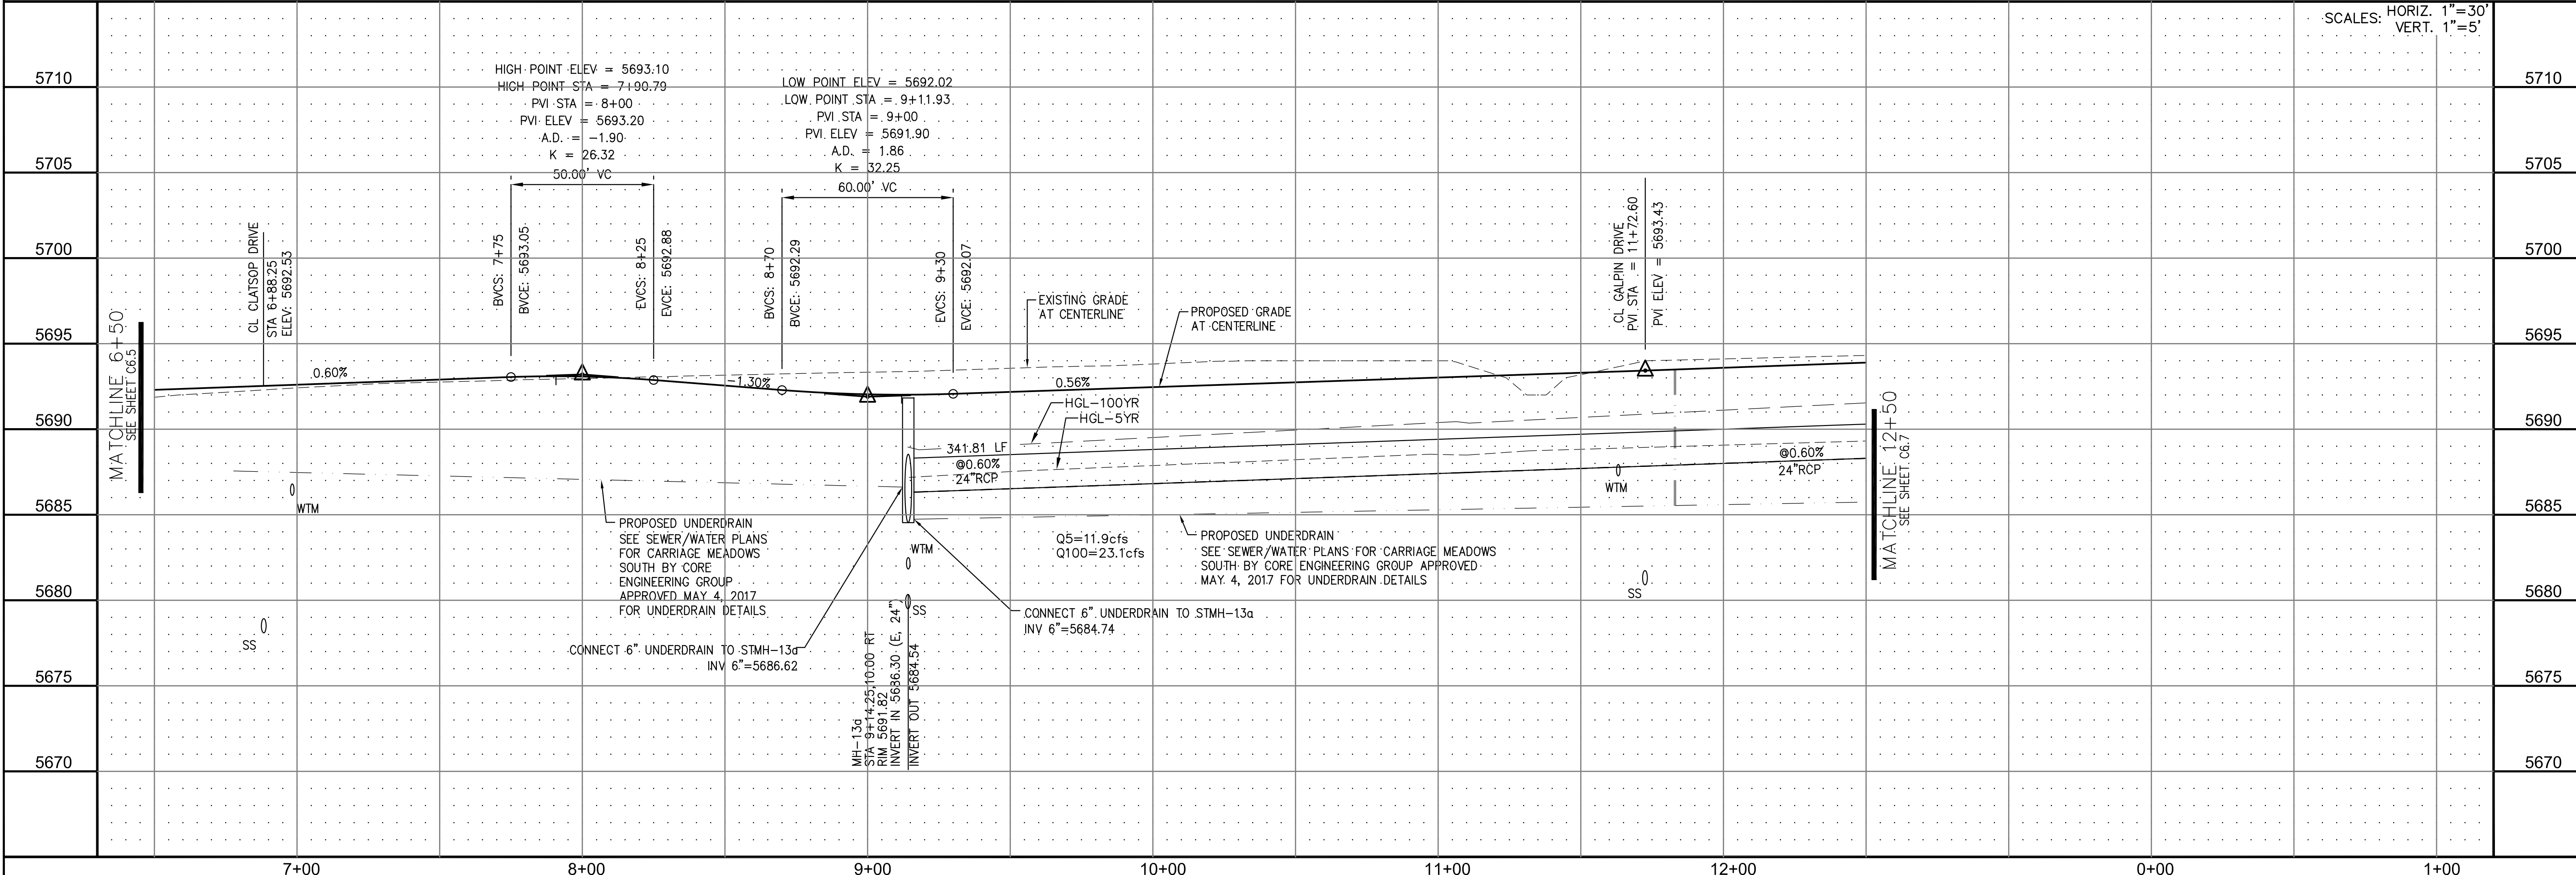 SCALES: HORIZ. 1"=30'
VERT. 1"=5'
5710
5705
5700
5695
5690
5685
5680
5675
5670
MATCHLINE 6+50
SEE SHEET C6.5
CL CLATSOP DRIVE
STA 6+88.25
ELEV: 5692.53
HIGH POINT ELEV = 5693.10
HIGH POINT STA = 7+90.79
PVI STA = 8+00
PVI ELEV = 5693.20
A.D. = -1.90
K = 26.32
50.00' VC
BVCS: 7+75
BVCE: 5693.05
EVCS: 8+25
EVCE: 5692.88
LOW POINT ELEV = 5692.02
LOW POINT STA = 9+11.93
PVI STA = 9+00
PVI ELEV = 5691.90
A.D. = 1.86
K = 32.25
60.00' VC
BVCS: 8+70
BVCE: 5692.29
EVCS: 9+30
EVCE: 5692.07
CL GALPIN DRIVE
PVI STA = 11+72.60
PVI ELEV = 5693.43
EXISTING GRADE
AT CENTERLINE
PROPOSED GRADE
AT CENTERLINE
0.60%
-1.30%
0.56%
HGL-100YR
HGL-5YR
341.81 LF
@0.60%
24"RCP
@0.60%
24"RCP
WTM
SS
WTM
SS
WTM
SS
PROPOSED UNDERDRAIN
SEE SEWER/WATER PLANS
FOR CARRIAGE MEADOWS
SOUTH BY CORE
ENGINEERING GROUP
APPROVED MAY 4, 2017
FOR UNDERDRAIN DETAILS
Q5=11.9cfs
Q100=23.1cfs
PROPOSED UNDERDRAIN
SEE SEWER/WATER PLANS FOR CARRIAGE MEADOWS
SOUTH BY CORE ENGINEERING GROUP APPROVED
MAY 4, 2017 FOR UNDERDRAIN DETAILS
CONNECT 6" UNDERDRAIN TO STMH-13a
INV 6"=5684.74
CONNECT 6" UNDERDRAIN TO STMH-13a
INV 6"=5686.62
MH-13a
STA 9+14.25,10.00 RT
RIM 5691.82
INVERT IN 5686.30 (E, 24")
INVERT OUT 5684.54
MATCHLINE 12+50
SEE SHEET C6.7
5710
5705
5700
5695
5690
5685
5680
5675
5670
7+00
8+00
9+00
10+00
11+00
12+00
0+00
1+00